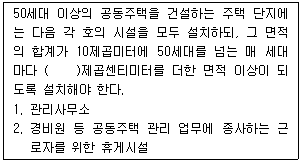 50세대 이상의 공동주택을 건설하는 주택 단지에
는 다음 각 호의 시설을 모두 설치하되, 그 면적
의 합계가 10제곱미터에 50세대를 넘는 매 세대
마다 (    )제곱센티미터를 더한 면적 이상이 되
도록 설치해야 한다.
1. 관리사무소
2. 경비원 등 공동주택 관리 업무에 종사하는 근
로자를 위한 휴게시설